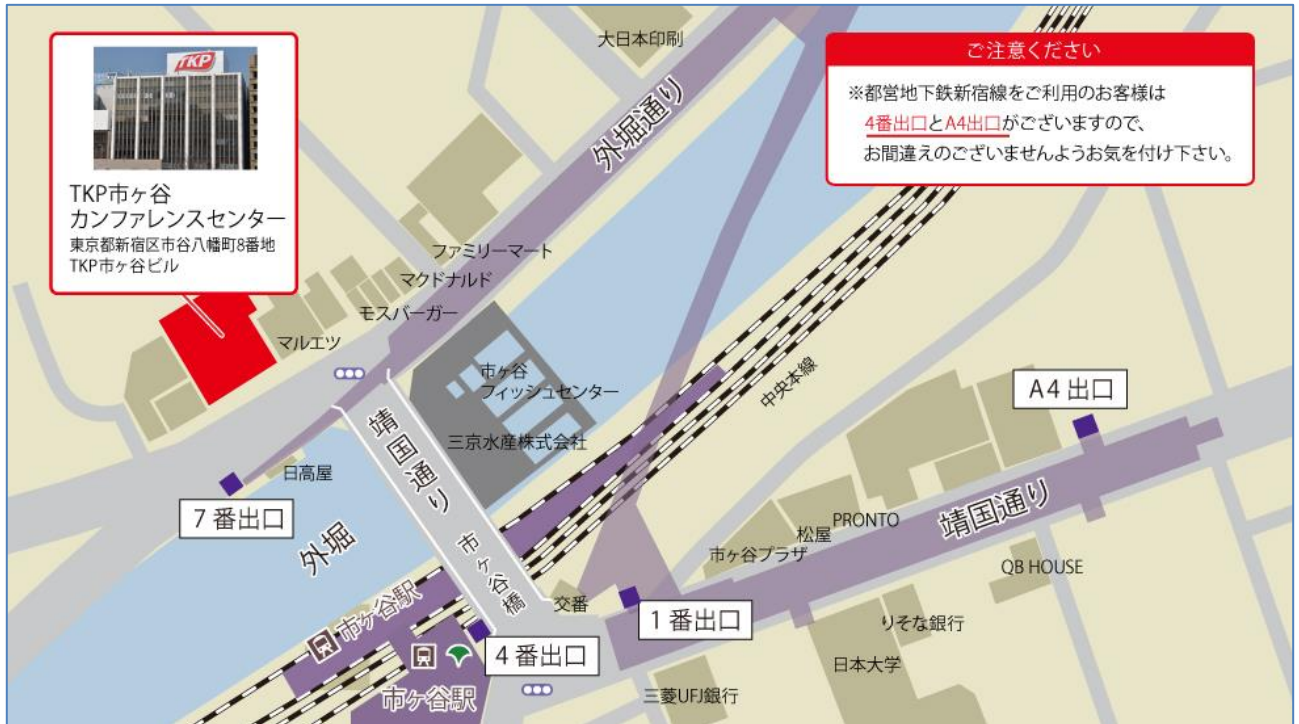 大日本印刷
ご注意ください
※都営地下鉄新宿線をご利用のお客様は
4番出口とA4出口がございますので、
お間違えのございませんようお気を付け下さい。
TKP
TKP市ヶ谷
カンファレンスセンター
東京都新宿区市谷八幡町8番地
TKP市ヶ谷ビル
外堀通り
ファミリーマート
マクドナルド
モスバーガー
マルエツ
市ヶ谷
フィッシュセンター
三京水産株式会社
中央本線
A4 出口
靖国通り
日高屋
7 番出口
外堀
市ヶ谷橋
靖国通り
PRONTO
松屋
市ヶ谷プラザ
QB HOUSE
交番
1 番出口
りそな銀行
日本大学
市ヶ谷駅
4 番出口
市ヶ谷駅
三菱UFJ銀行